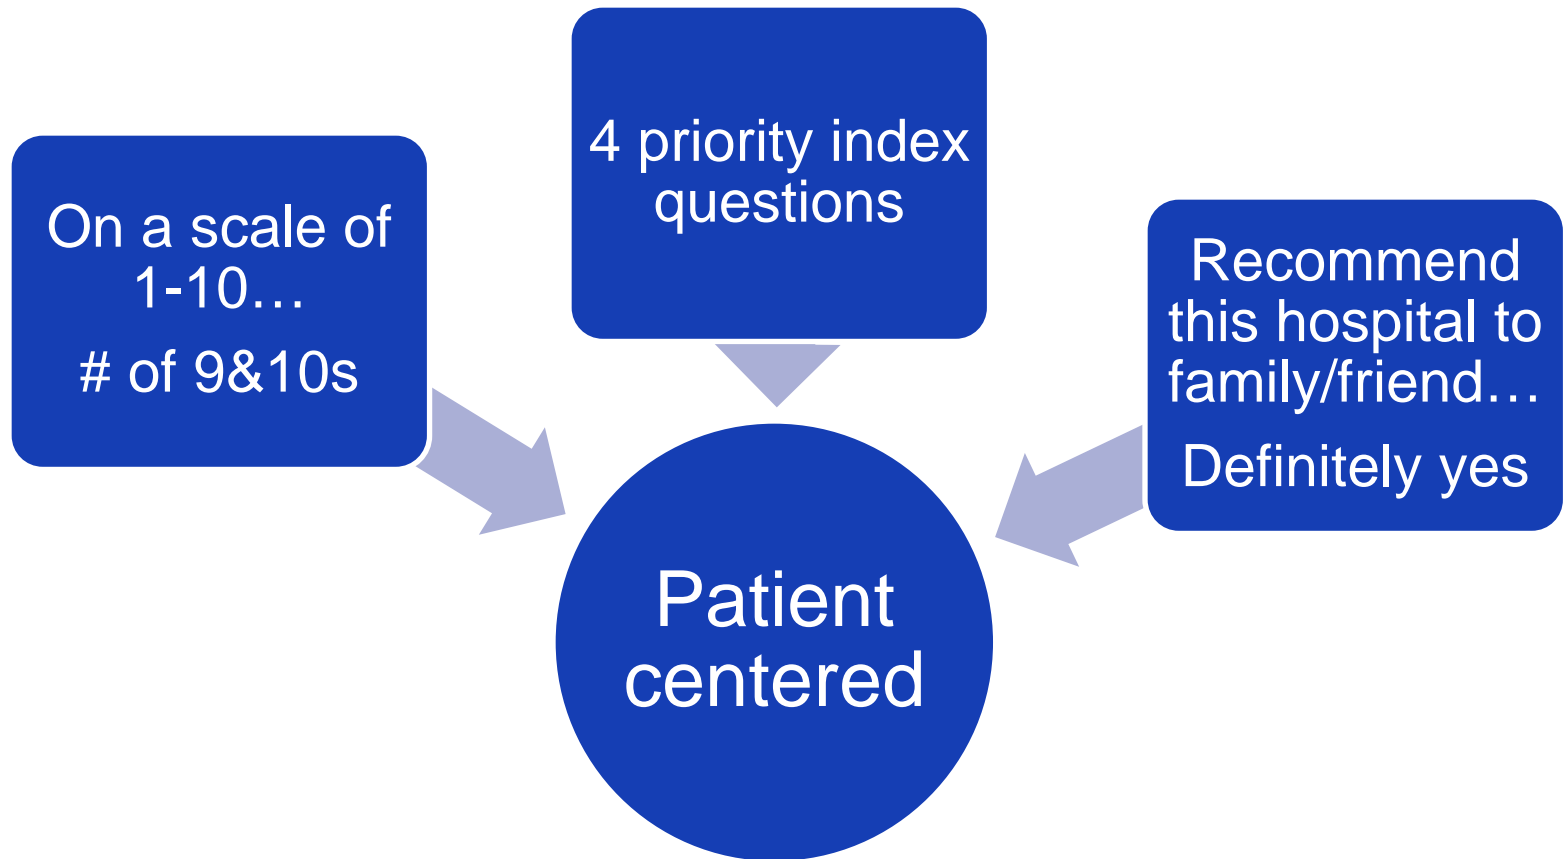 On a scale of
1-10…
# of 9&10s
4 priority index
questions
Recommend
this hospital to
family/friend…
Definitely yes
Patient
centered